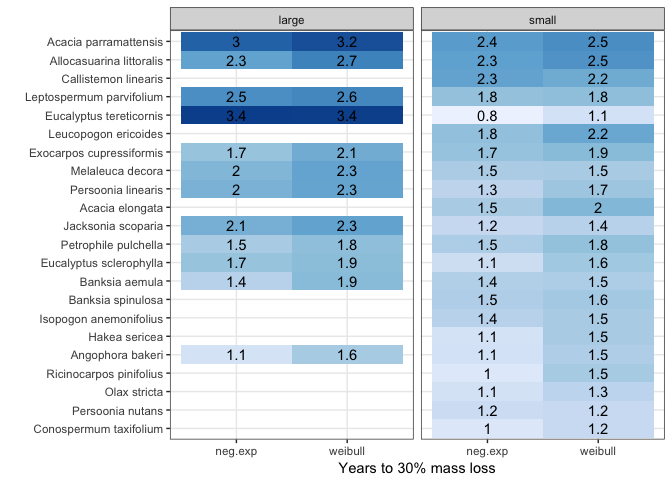 large small
Acacia parramattensis 3 3.2 2.4 2.5
Allocasuarina littoralis 2.3 2.7 2.3 2.5
Callistemon linearis 2.3 2.2
Leptospermum parvifolium 2.5 2.6 1.8 1.8
Eucalyptus tereticornis 3.4 3.4 0.8 1.1
Leucopogon ericoides 1.8 2.2
Exocarpos cupressiformis 1.7 2.1 1.7 1.9
Melaleuca decora 2 2.3 1.5 1.5
Persoonia linearis 2 2.3 1.3 1.7
Acacia elongata 1.5 2
Jacksonia scoparia 2.1 2.3 1.2 1.4
Petrophile pulchella 1.5 1.8 1.5 1.8
Eucalyptus sclerophylla 1.7 1.9 1.1 1.6
Banksia aemula 1.4 1.9 1.4 1.5
Banksia spinulosa 1.5 1.6
Isopogon anemonifolius 1.4 1.5
Hakea sericea 1.1 1.5
Angophora bakeri 1.1 1.6 1.1 1.5
Ricinocarpos pinifolius 1 1.5
Olax stricta 1.1 1.3
Persoonia nutans 1.2 1.2
Conospermum taxifolium 1 1.2
neg.exp weibull neg.exp weibull
Years to 30% mass loss